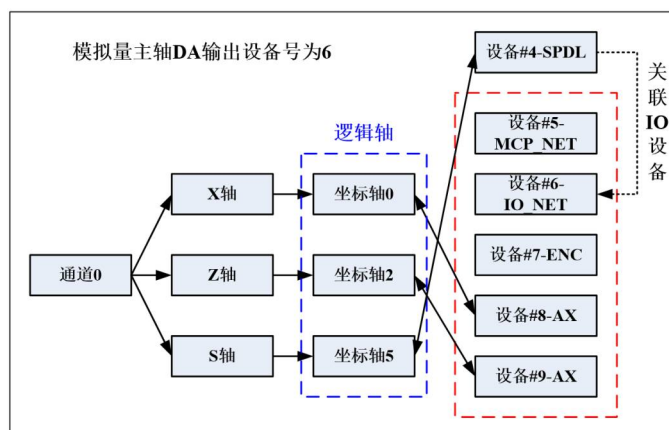 模拟量主轴DA输出设备号为6
设备#4-SPDL
关
联
IO
设
备
逻辑轴
设备#5-
MCP_NET
X轴
坐标轴0
设备#6-
IO_NET
通道0
Z轴
坐标轴2
设备#7-ENC
设备#8-AX
S轴
坐标轴5
设备#9-AX